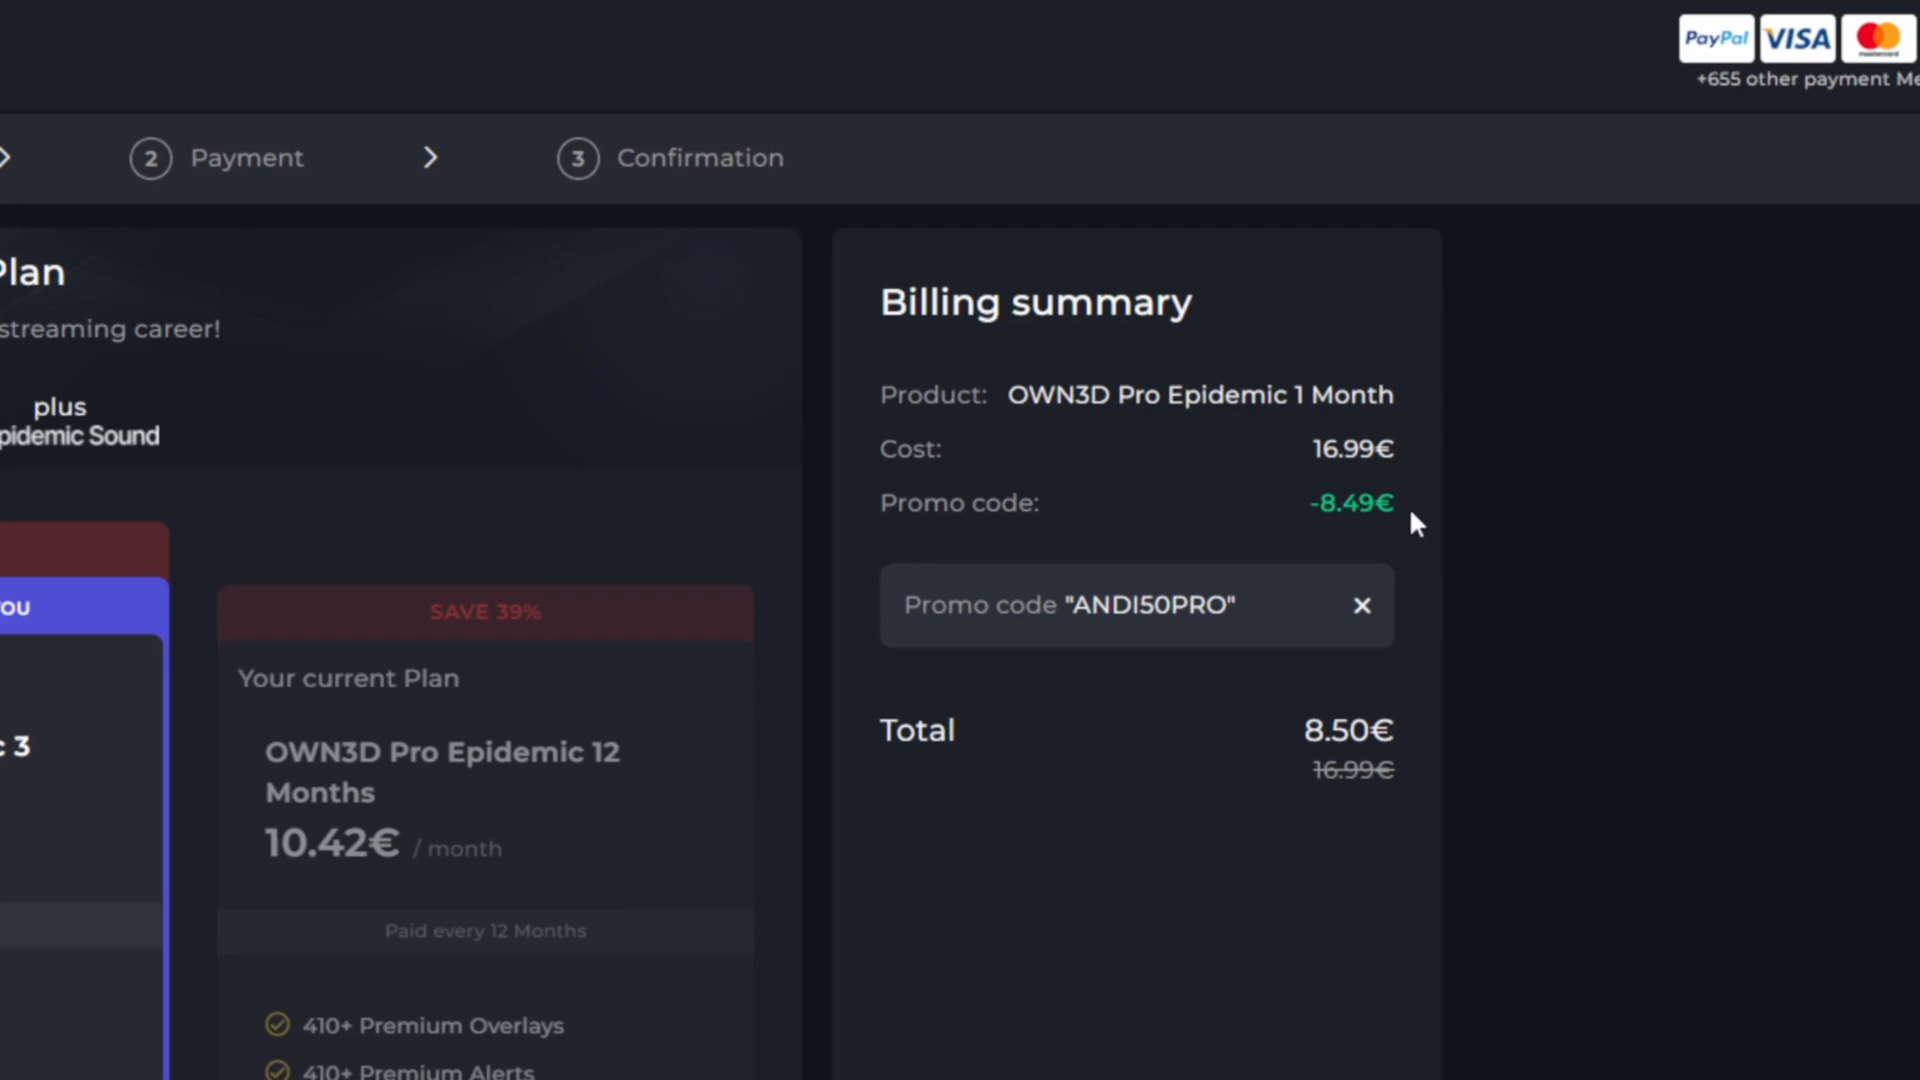 PayPal VISA mastercard
+655 other payment
2 Payment
3 Confirmation
Plan
streaming career!
plus
pidemic Sound
SAVE 39%
Your current Plan
OWN3D Pro Epidemic 12
Months
10.42€ / month
Paid every 12 Months
410+ Premium Overlays
410+ Premium Alerts
Billing summary
Product: OWN3D Pro Epidemic 1 Month
Cost: 16.99€
Promo code: -8.49€
Promo code "ANDI50PRO"
Total 8.50€
16.99€